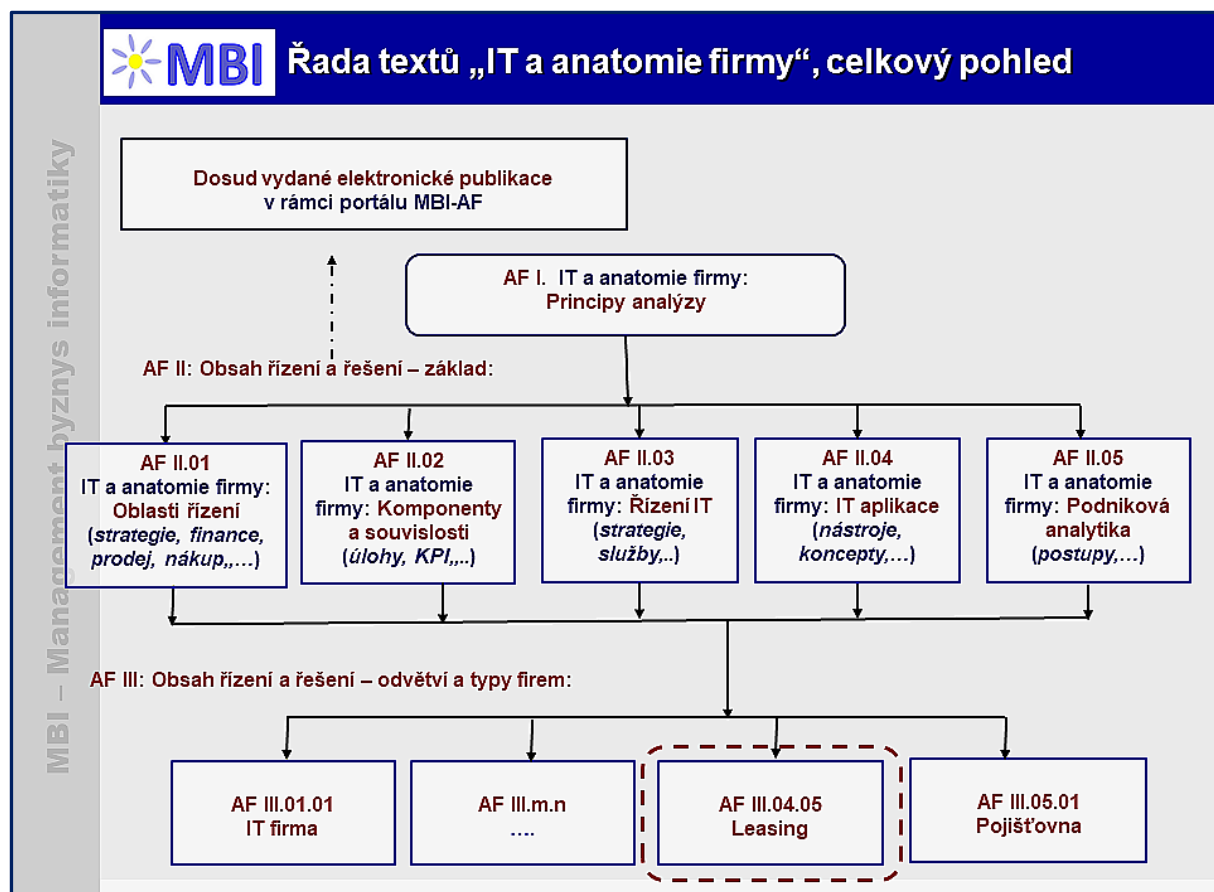 MBI
Řada textů „IT a anatomie firmy“, celkový pohled
MBI – Management byznys informatiky
Dosud vydané elektronické publikace
v rámci portálu MBI-AF
AF I. IT a anatomie firmy:
Principy analýzy
AF II: Obsah řízení a řešení – základ:
AF II.01
IT a anatomie firmy:
Oblasti řízení
(strategie, finance,
prodej, nákup,,…)
AF II.02
IT a anatomie
firmy: Komponenty
a souvislosti
(úlohy, KPI,,..)
AF II.03
IT a anatomie
firmy: Řízení IT
(strategie,
služby,..)
AF II.04
IT a anatomie
firmy: IT aplikace
(nástroje,
koncepty,…)
AF II.05
IT a anatomie
firmy: Podniková
analytika
(postupy,…)
AF III: Obsah řízení a řešení – odvětví a typy firem:
AF III.01.01
IT firma
AF III.m.n
….
AF III.04.05
Leasing
AF III.05.01
Pojišťovna